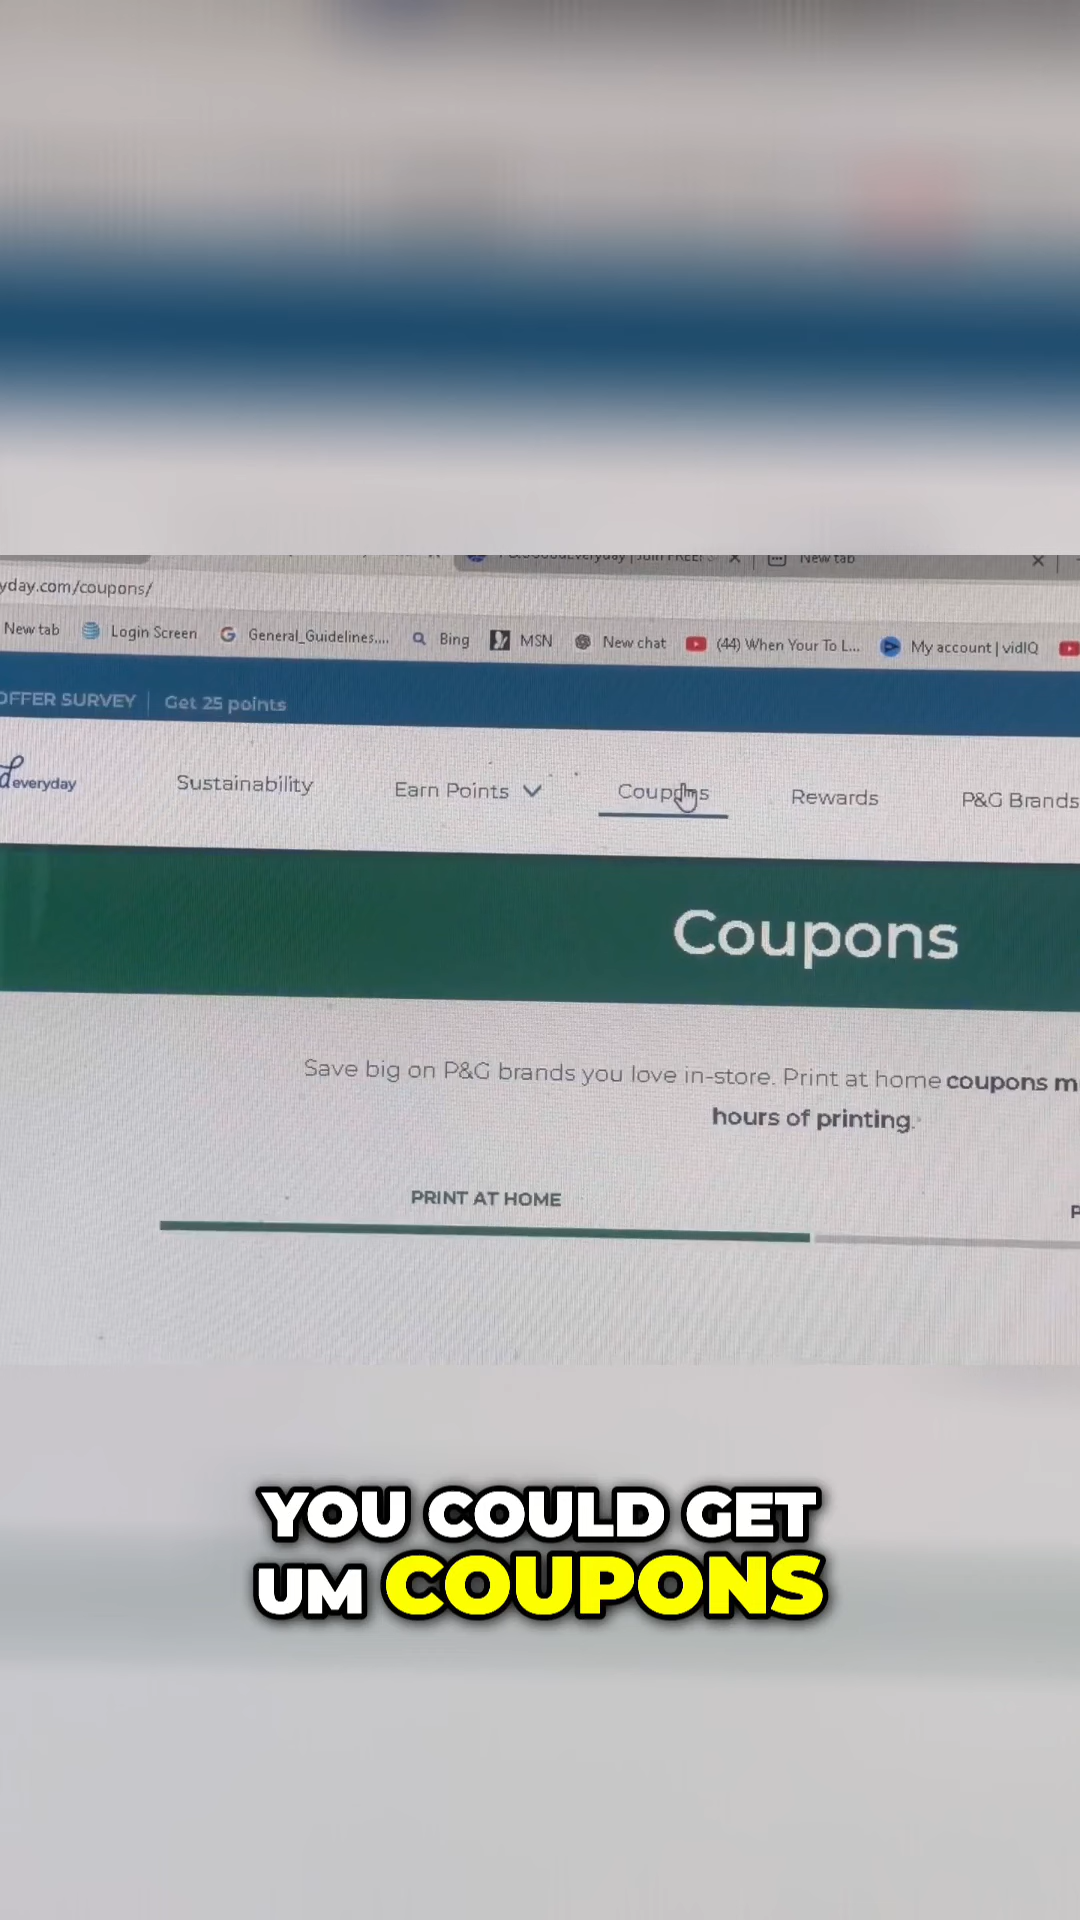 yday.com/coupons/
New tab
New tab Login Screen General_Guidelines.... Bing MSN New chat (44) When Your To L... My account | vidIQ
OFFER SURVEY | Get 25 points
everyday Sustainability Earn Points Coupons Rewards P&G Brands
Coupons
Save big on P&G brands you love in-store. Print at home coupons m
hours of printing.
PRINT AT HOME
YOU COULD GET
UM COUPONS